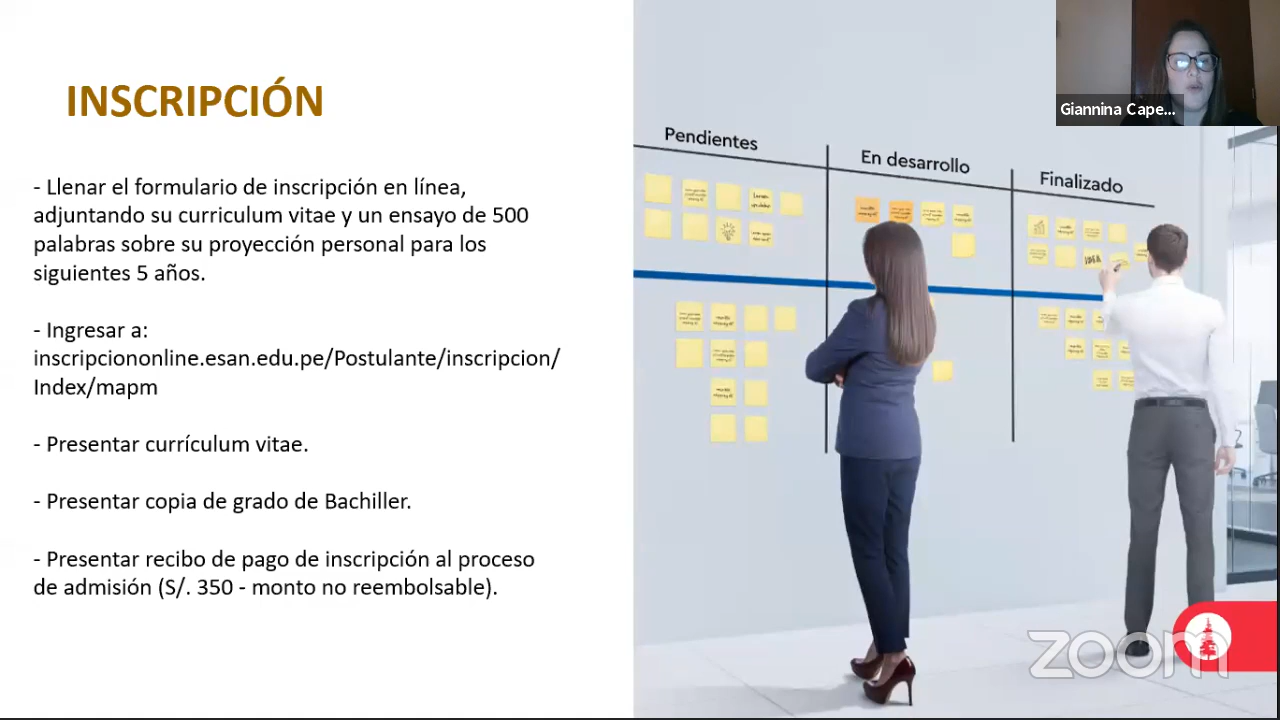 INSCRIPCIÓN
- Llenar el formulario de inscripción en línea,
adjuntando su curriculum vitae y un ensayo de 500
palabras sobre su proyección personal para los
siguientes 5 años.
- Ingresar a:
inscripciononline.esan.edu.pe/Postulante/inscripcion/
Index/mapm
- Presentar currículum vitae.
- Presentar copia de grado de Bachiller.
- Presentar recibo de pago de inscripción al proceso
de admisión (S/. 350 - monto no reembolsable).
Pendientes
En desarrollo
Finalizado
IDEA
Giannina Cape...
zoom